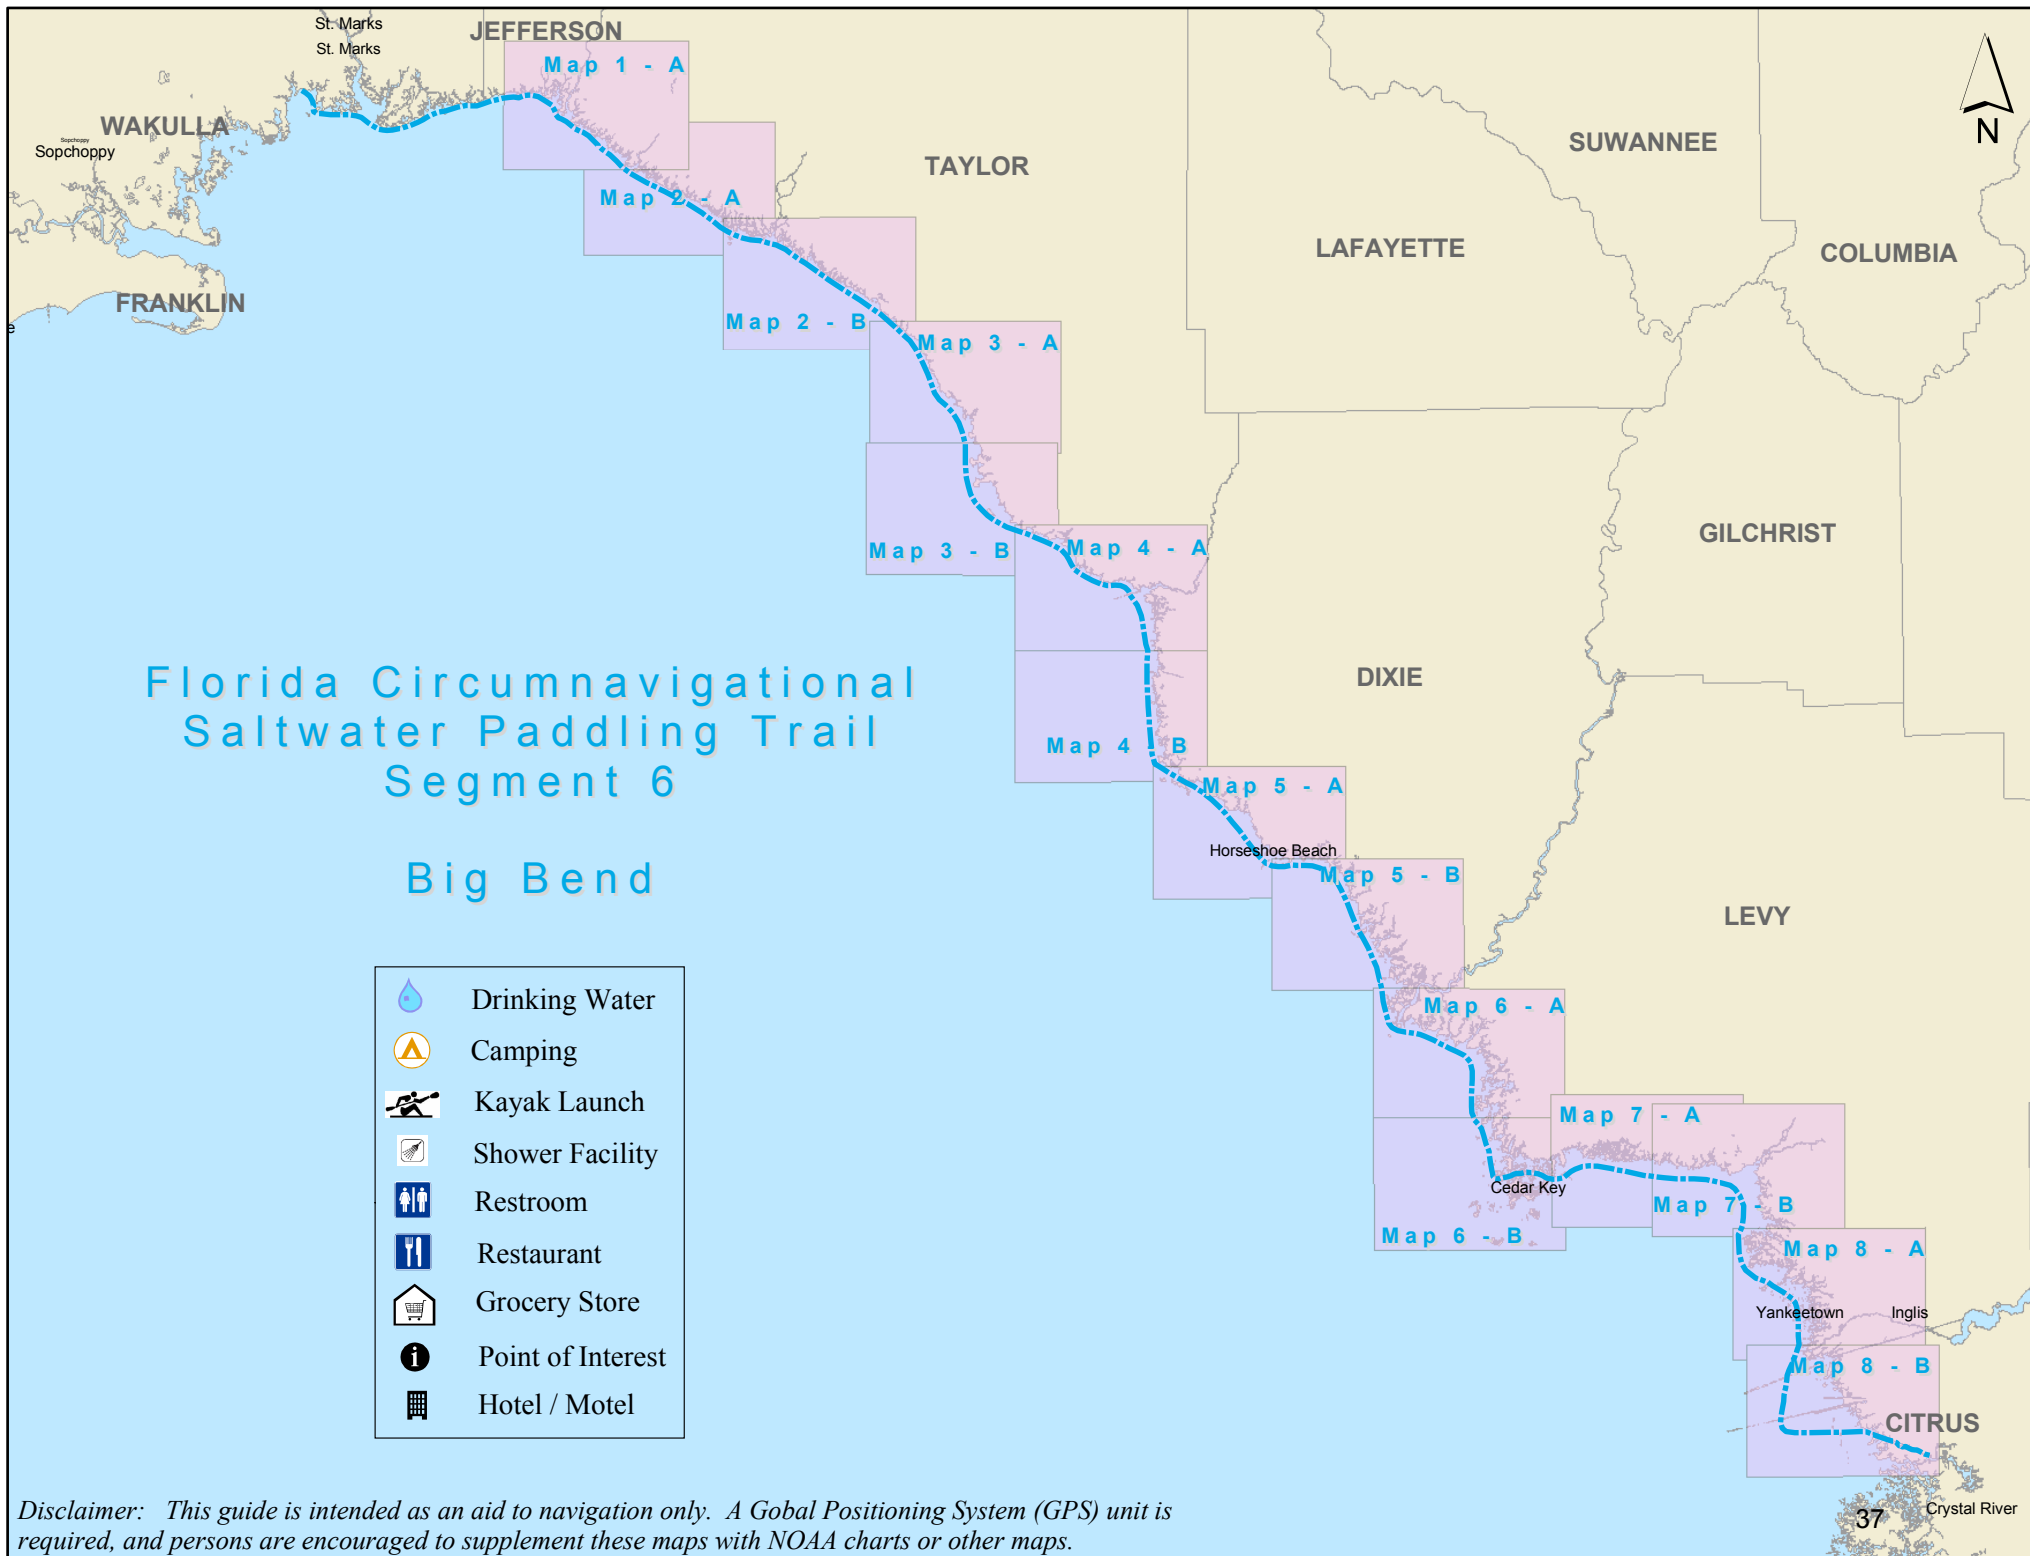 St. Marks
JEFFERSON
St. Marks
Map 1 - A
N
WAKULLA
Sopchoppy
Sopchoppy
SUWANNEE
TAYLOR
Map 2 - A
LAFAYETTE
COLUMBIA
FRANKLIN
e
Map 2 - B
Map 3 - A
GILCHRIST
Map 3 - B
Map 4 - A
Florida Circumnavigational
Saltwater Paddling Trail
Segment 6
Big Bend
DIXIE
Map 4 B
Map 5 - A
Horseshoe Beach
Map 5 - B
LEVY
Drinking Water
Camping
Kayak Launch
Shower Facility
Restroom
Restaurant
Grocery Store
i
Point of Interest
Hotel / Motel
Map 6 - A
Map 7 - A
Cedar Key
Map 7 - B
Map 6 - B
Map 8 - A
Yankeetown
Inglis
Map 8 - B
CITRUS
Crystal River
37
Disclaimer: This guide is intended as an aid to navigation only. A Gobal Positioning System (GPS) unit is
required, and persons are encouraged to supplement these maps with NOAA charts or other maps.